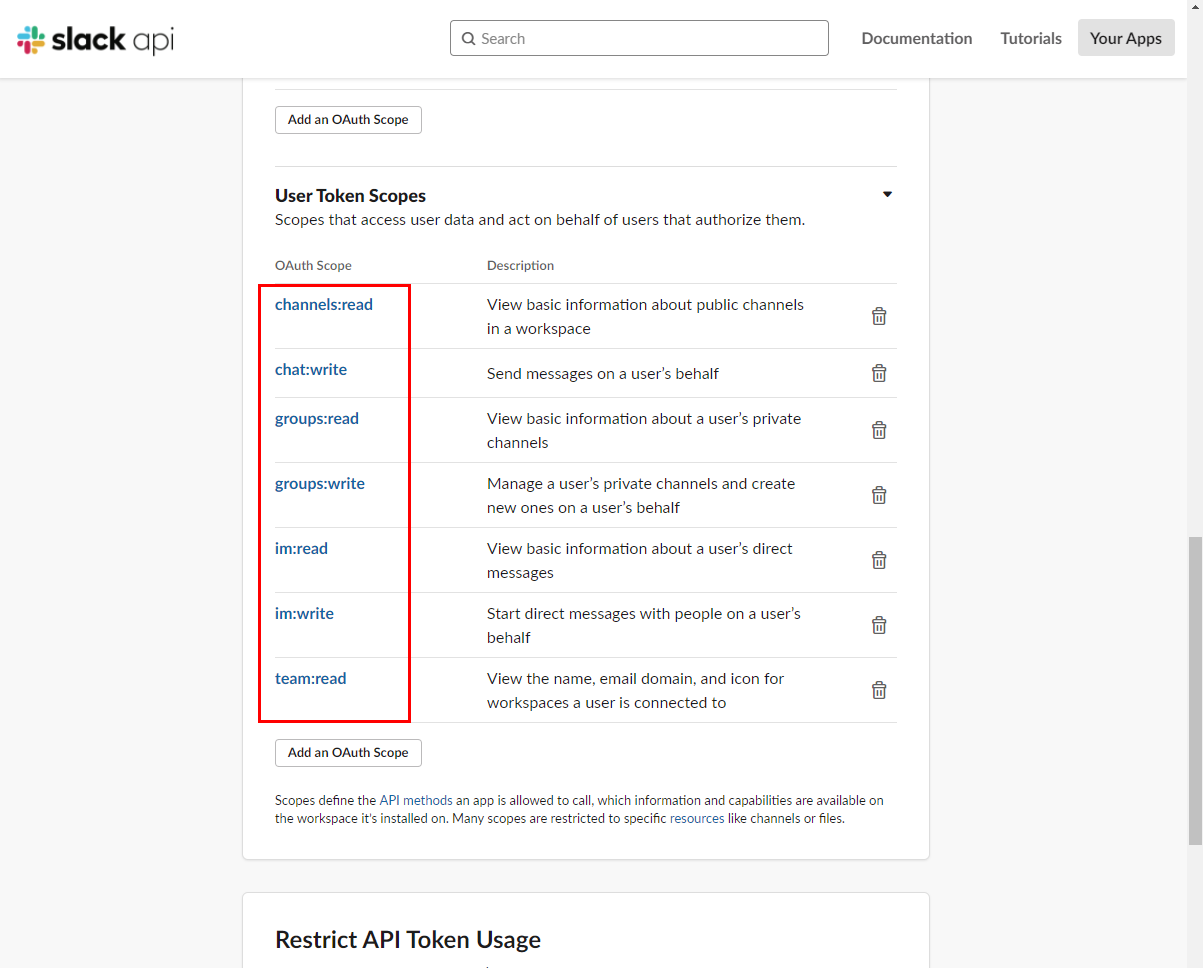 slack api
Search
Documentation
Tutorials
Your Apps
Add an OAuth Scope
User Token Scopes
Scopes that access user data and act on behalf of users that authorize them.
OAuth Scope
Description
channels:read
View basic information about public channels
in a workspace
chat:write
Send messages on a user’s behalf
groups:read
View basic information about a user’s private
channels
groups:write
Manage a user’s private channels and create
new ones on a user’s behalf
im:read
View basic information about a user’s direct
messages
im:write
Start direct messages with people on a user’s
behalf
team:read
View the name, email domain, and icon for
workspaces a user is connected to
Add an OAuth Scope
Scopes define the API methods an app is allowed to call, which information and capabilities are available on
the workspace it's installed on. Many scopes are restricted to specific resources like channels or files.
Restrict API Token Usage